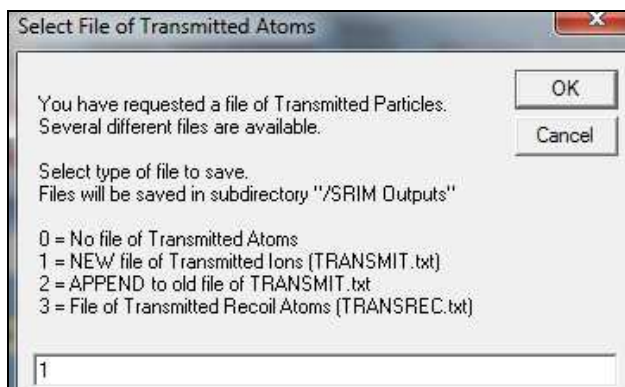 Select File of Transmitted Atoms
OK
You have requested a file of Transmitted Particles.
Several different files are available.
Cancel
Select type of file to save.
Files will be saved in subdirectory "/SRIM Outputs"
0 = No file of Transmitted Atoms
1 = NEW file of Transmitted Ions (TRANSMIT.txt)
2 = APPEND to old file of TRANSMIT.txt
3 = File of Transmitted Recoil Atoms (TRANSREC.txt)
1